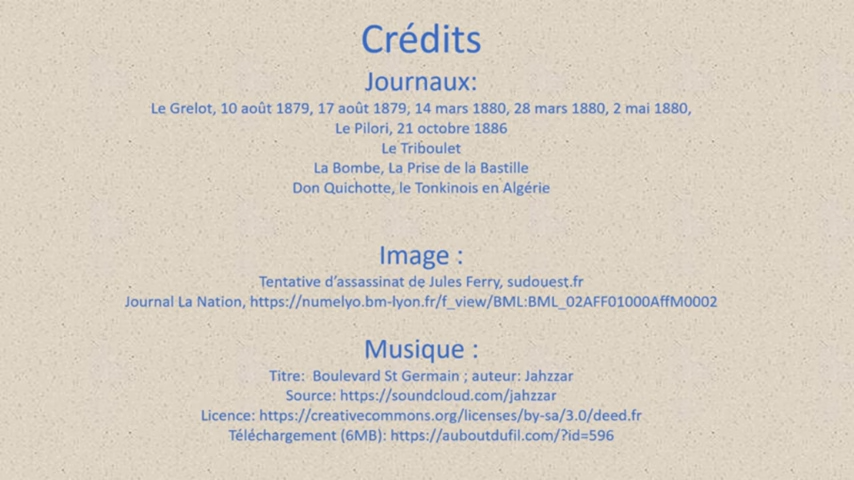 Crédits
Journaux:
Le Grelot, 10 août 1879, 17 août 1879, 14 mars 1880, 28 mars 1880, 2 mai 1880,
Le Pilori, 21 octobre 1886
Le Triboulet
La Bombe, La Prise de la Bastille
Don Quichotte, le Tonkinois en Algérie
Image :
Tentative d’assassinat de Jules Ferry, sudouest.fr
Journal La Nation, https://numelyo.bm-lyon.fr/f_view/BML:BML_02AFF01000AffM0002
Musique :
Titre:  Boulevard St Germain ; auteur: Jahzzar
Source: https://soundcloud.com/jahzzar
Licence: https://creativecommons.org/licenses/by-sa/3.0/deed.fr
Téléchargement (6MB): https://auboutdufil.com/?id=596